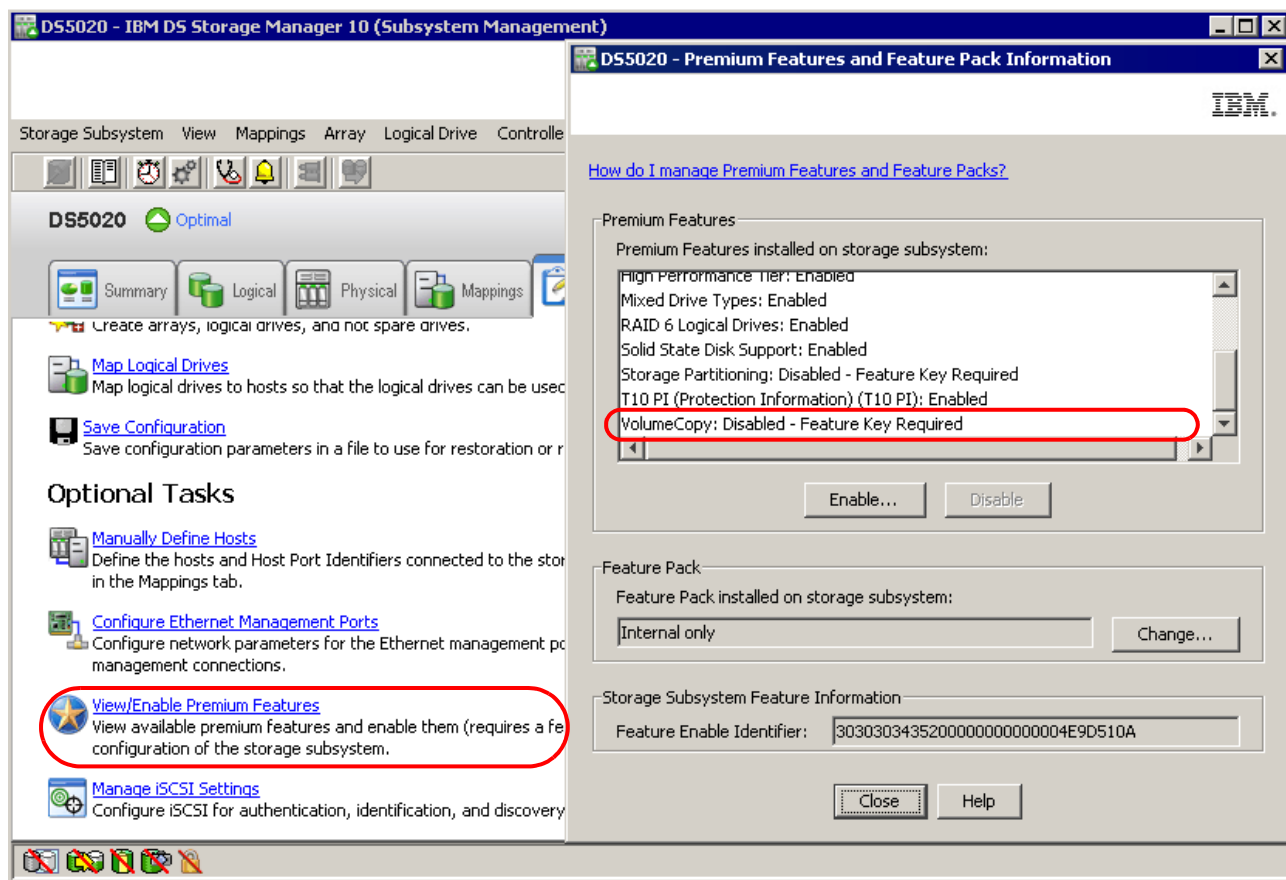 DS5020 - IBM DS Storage Manager 10 (Subsystem Management)
Storage Subsystem View Mappings Array Logical Drive Controlle
DS5020 Optimal
Summary Logical Physical Mappings
Create arrays, logical drives, and hot spare drives.
Map Logical Drives
Map logical drives to hosts so that the logical drives can be used
Save Configuration
Save configuration parameters in a file to use for restoration or r
Optional Tasks
Manually Define Hosts
Define the hosts and Host Port Identifiers connected to the stor
in the Mappings tab.
Configure Ethernet Management Ports
Configure network parameters for the Ethernet management po
management connections.
View/Enable Premium Features
View available premium features and enable them (requires a fe
configuration of the storage subsystem.
Manage iSCSI Settings
Configure iSCSI for authentication, identification, and discovery
DS5020 - Premium Features and Feature Pack Information
IBM.
How do I manage Premium Features and Feature Packs?
Premium Features
Premium Features installed on storage subsystem:
High Performance Tier: Enabled
Mixed Drive Types: Enabled
RAID 6 Logical Drives: Enabled
Solid State Disk Support: Enabled
Storage Partitioning: Disabled - Feature Key Required
T10 PI (Protection Information) (T10 PI): Enabled
VolumeCopy: Disabled - Feature Key Required
Enable... Disable
Feature Pack
Feature Pack installed on storage subsystem:
Internal only Change...
Storage Subsystem Feature Information
Feature Enable Identifier: 30303034352000000000000004E9D510A
Close Help